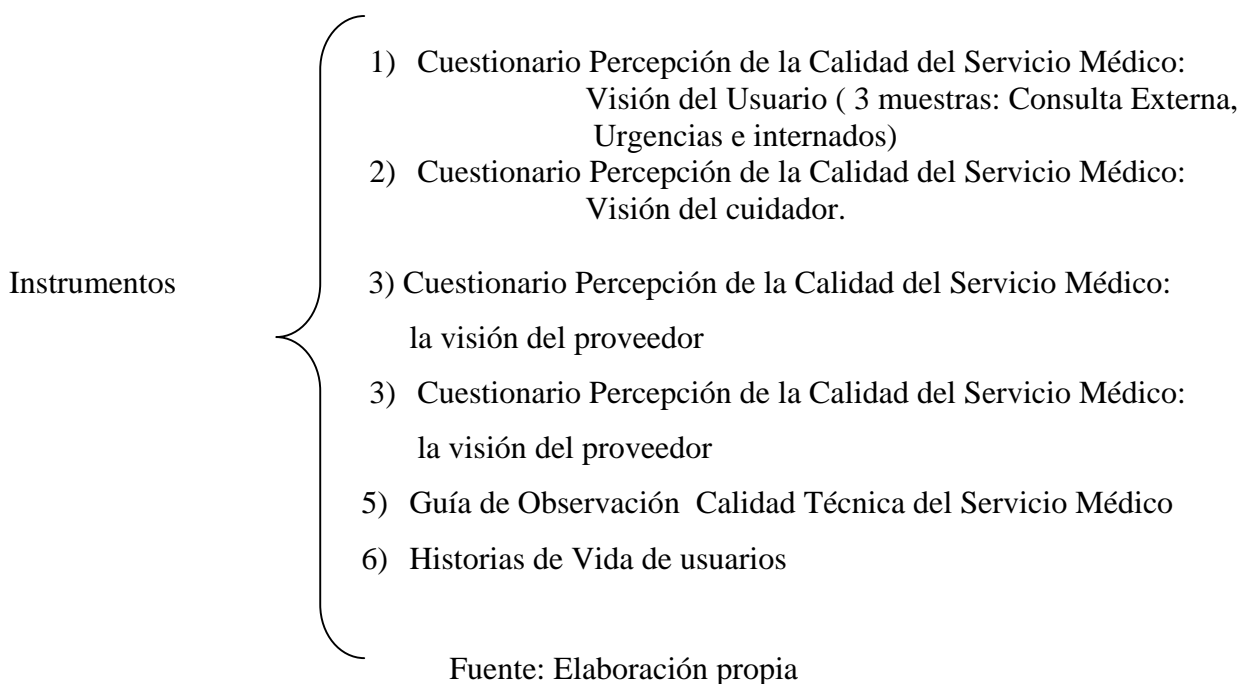 1) Cuestionario Percepción de la Calidad del Servicio Médico:
Visión del Usuario ( 3 muestras: Consulta Externa,
Urgencias e internados)
2) Cuestionario Percepción de la Calidad del Servicio Médico:
Visión del cuidador.
Instrumentos
3) Cuestionario Percepción de la Calidad del Servicio Médico:
la visión del proveedor
3) Cuestionario Percepción de la Calidad del Servicio Médico:
la visión del proveedor
5) Guía de Observación Calidad Técnica del Servicio Médico
6) Historias de Vida de usuarios
Fuente: Elaboración propia